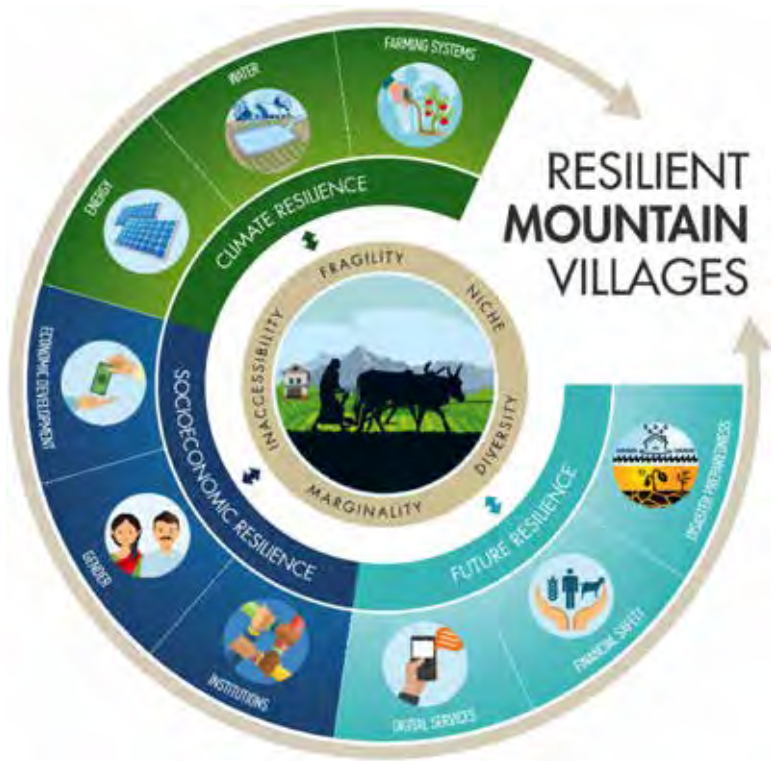 RESILIENT
MOUNTAIN
VILLAGES
FARMING SYSTEMS
WATER
ENERGY
CLIMATE RESILIENCE
ECONOMIC DEVELOPMENT
GENDER
INSTITUTIONS
SOCIOECONOMIC RESILIENCE
DIGITAL SERVICES
FINANCIAL SAFETY
DISASTER PREPAREDNESS
FUTURE RESILIENCE
FRAGILITY
NICHE
DIVERSITY
MARGINALITY
INACCESSIBILITY